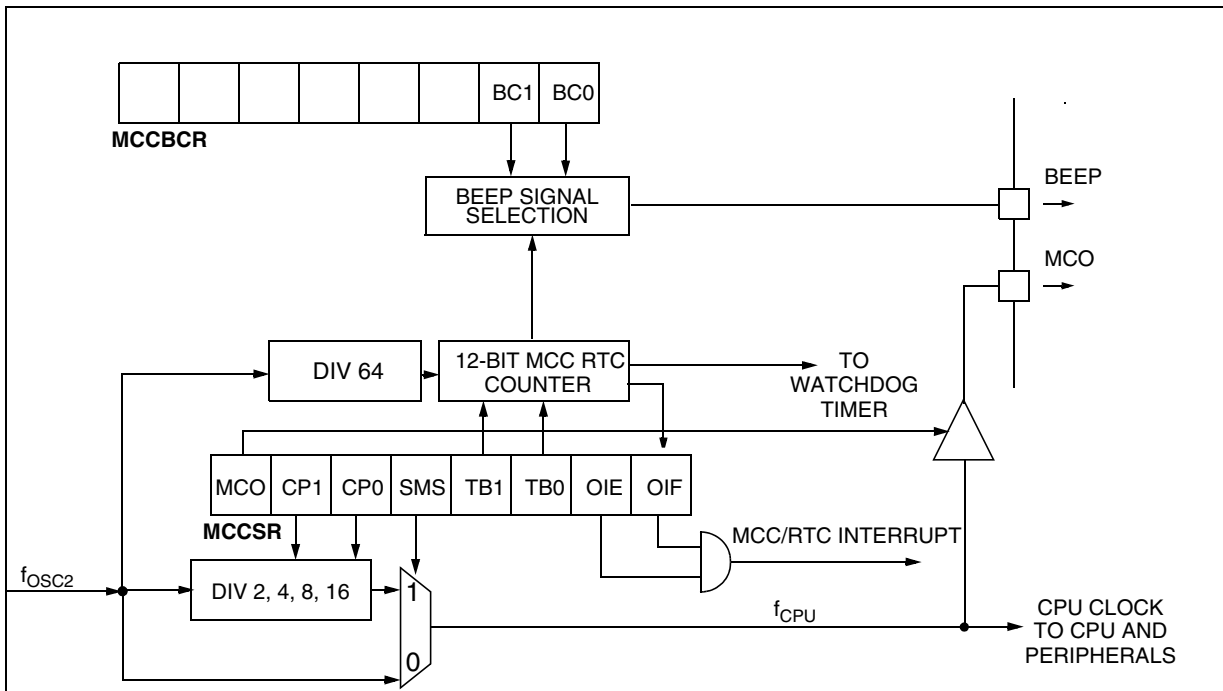 BC1 BC0
MCCBCR
BEEP SIGNAL
SELECTION
BEEP
MCO
DIV 64
12-BIT MCC RTC
COUNTER
TO
WATCHDOG
TIMER
MCO CP1 CP0 SMS TB1 TB0 OIE OIF
MCCSR
MCC/RTC INTERRUPT
fOSC2
DIV 2, 4, 8, 16
1
0
fCPU
CPU CLOCK
TO CPU AND
PERIPHERALS